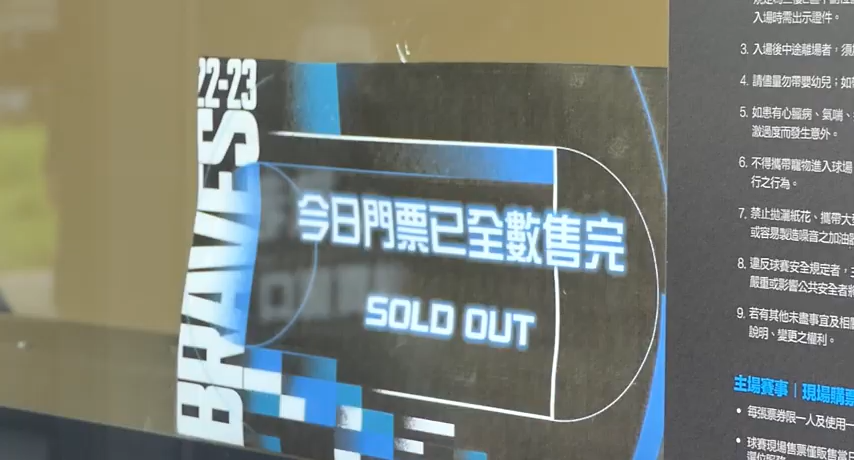 22-23
BRAVES
今日門票已全數售完
SOLD OUT
入場時需出示證件。
3. 入場後中途離場者，須
4. 請儘量勿帶嬰幼兒；如
5. 如患有心臟病、氣喘、
激過度而發生意外。
6. 不得攜帶寵物進入球場
行之行為。
7. 禁止拋灑紙花、攜帶大
或容易製造噪音之加油
8. 違反球賽安全規定者，主
嚴重或影響公共安全者將
9. 若有其他未盡事宜及相關
說明、變更之權利。
主場賽事｜現場購票
• 每張票券限一人及使用一
• 球賽現場售票僅販售當日